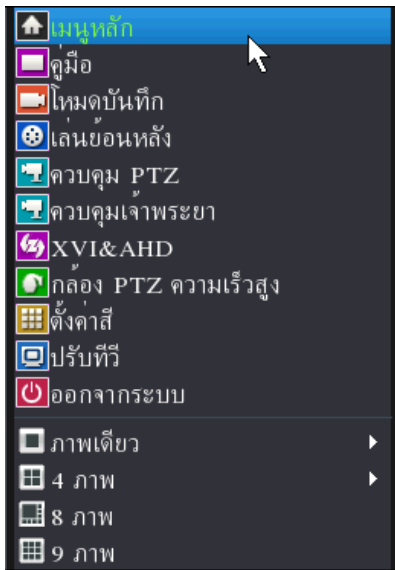 เมนูหลัก
คู่มือ
โหมดบันทึก
เล่นย้อนหลัง
ควบคุม PTZ
ควบคุมเจ้าพระยา
XVI&AHD
กล้อง PTZ ความเร็วสูง
ตั้งค่าสี
ปรับทีวี
ออกจากระบบ
ภาพเดียว
4 ภาพ
8 ภาพ
9 ภาพ